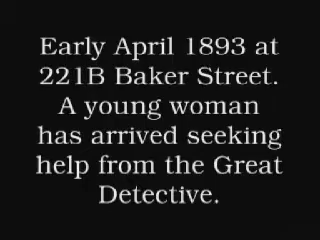 Early April 1893 at
221B Baker Street.
A young woman
has arrived seeking
help from the Great
Detective.